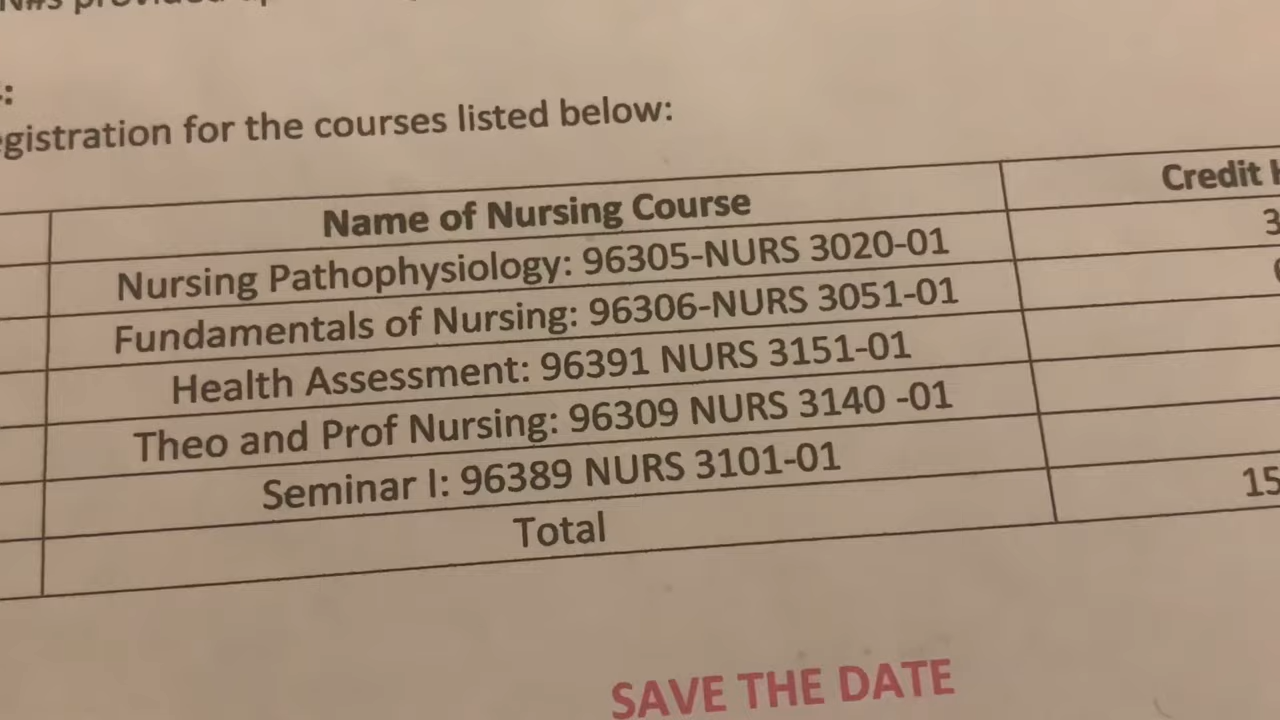 provided
:
egistration for the courses listed below:
Name of Nursing Course Credit
Nursing Pathophysiology: 96305-NURS 3020-01 3
Fundamentals of Nursing: 96306-NURS 3051-01
Health Assessment: 96391 NURS 3151-01
Theo and Prof Nursing: 96309 NURS 3140 -01
Seminar I: 96389 NURS 3101-01
Total 15
SAVE THE DATE